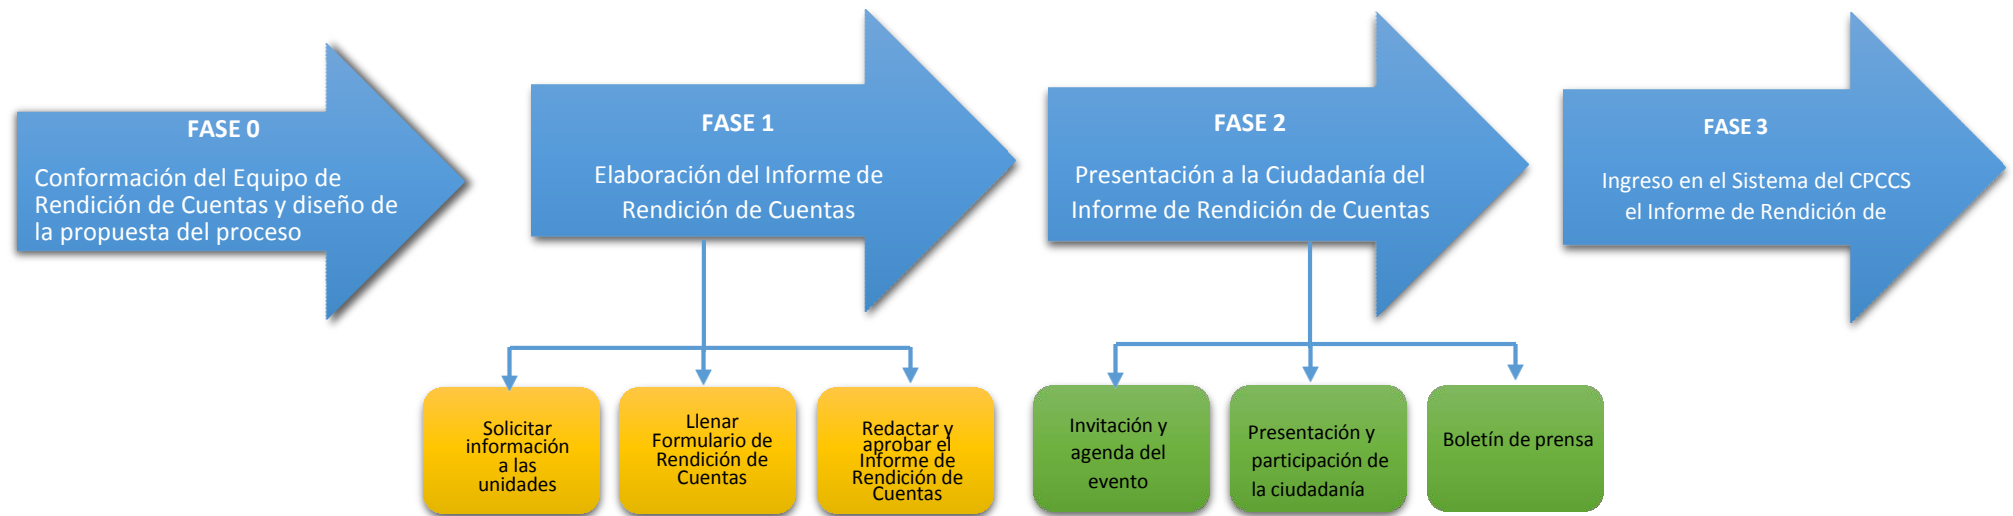 FASE 0
Conformación del Equipo de
Rendición de Cuentas y diseño de
la propuesta del proceso
FASE 1
Elaboración del Informe de
Rendición de Cuentas
FASE 2
Presentación a la Ciudadanía del
Informe de Rendición de Cuentas
FASE 3
Ingreso en el Sistema del CPCCS
el Informe de Rendición de
Solicitar
información
a las
unidades
Llenar
Formulario de
Rendición de
Cuentas
Redactar y
aprobar el
Informe de
Rendición de
Cuentas
Invitación y
agenda del
evento
Presentación y
participación de
la ciudadanía
Boletín de prensa